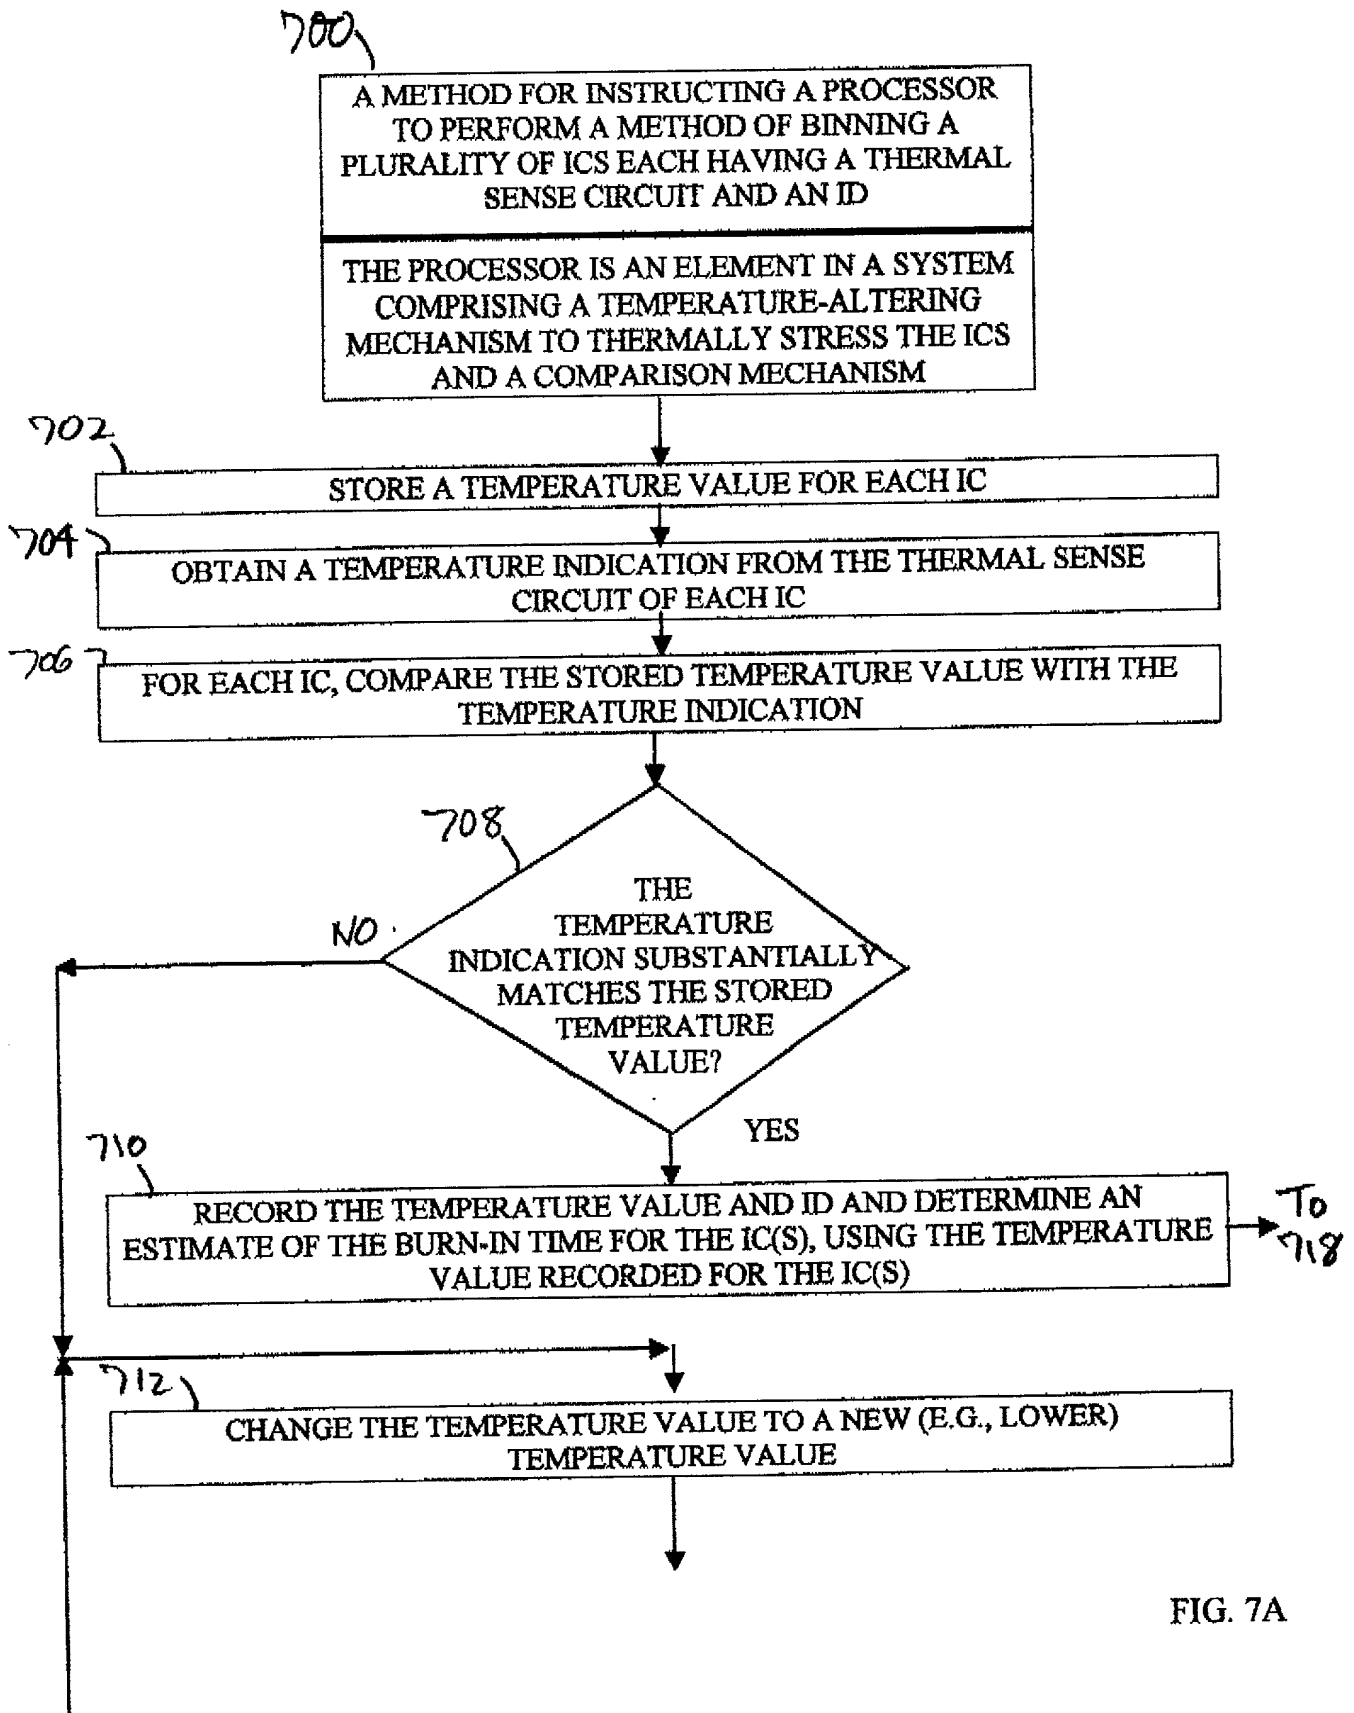 700
A METHOD FOR INSTRUCTING A PROCESSOR
TO PERFORM A METHOD OF BINNING A
PLURALITY OF ICS EACH HAVING A THERMAL
SENSE CIRCUIT AND AN ID
THE PROCESSOR IS AN ELEMENT IN A SYSTEM
COMPRISING A TEMPERATURE-ALTERING
MECHANISM TO THERMALLY STRESS THE ICS
AND A COMPARISON MECHANISM
702
STORE A TEMPERATURE VALUE FOR EACH IC
704
OBTAIN A TEMPERATURE INDICATION FROM THE THERMAL SENSE
CIRCUIT OF EACH IC
706
FOR EACH IC, COMPARE THE STORED TEMPERATURE VALUE WITH THE
TEMPERATURE INDICATION
708
THE
TEMPERATURE
INDICATION SUBSTANTIALLY
MATCHES THE STORED
TEMPERATURE
VALUE?
NO
YES
710
RECORD THE TEMPERATURE VALUE AND ID AND DETERMINE AN
ESTIMATE OF THE BURN-IN TIME FOR THE IC(S), USING THE TEMPERATURE
VALUE RECORDED FOR THE IC(S)
TO
718
712
CHANGE THE TEMPERATURE VALUE TO A NEW (E.G., LOWER)
TEMPERATURE VALUE
FIG. 7A